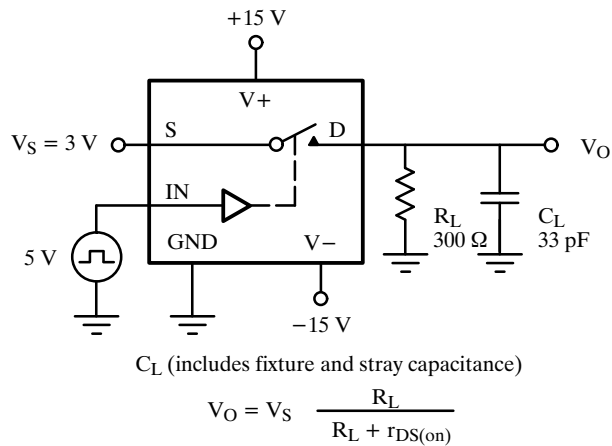 +15 V
V+
S
D
V_S = 3 V
V_O
IN
R_L
300 Ω
C_L
33 pF
GND
V−
5 V
−15 V
C_L (includes fixture and stray capacitance)
V_O = V_S R_L
R_L + r_DS(on)